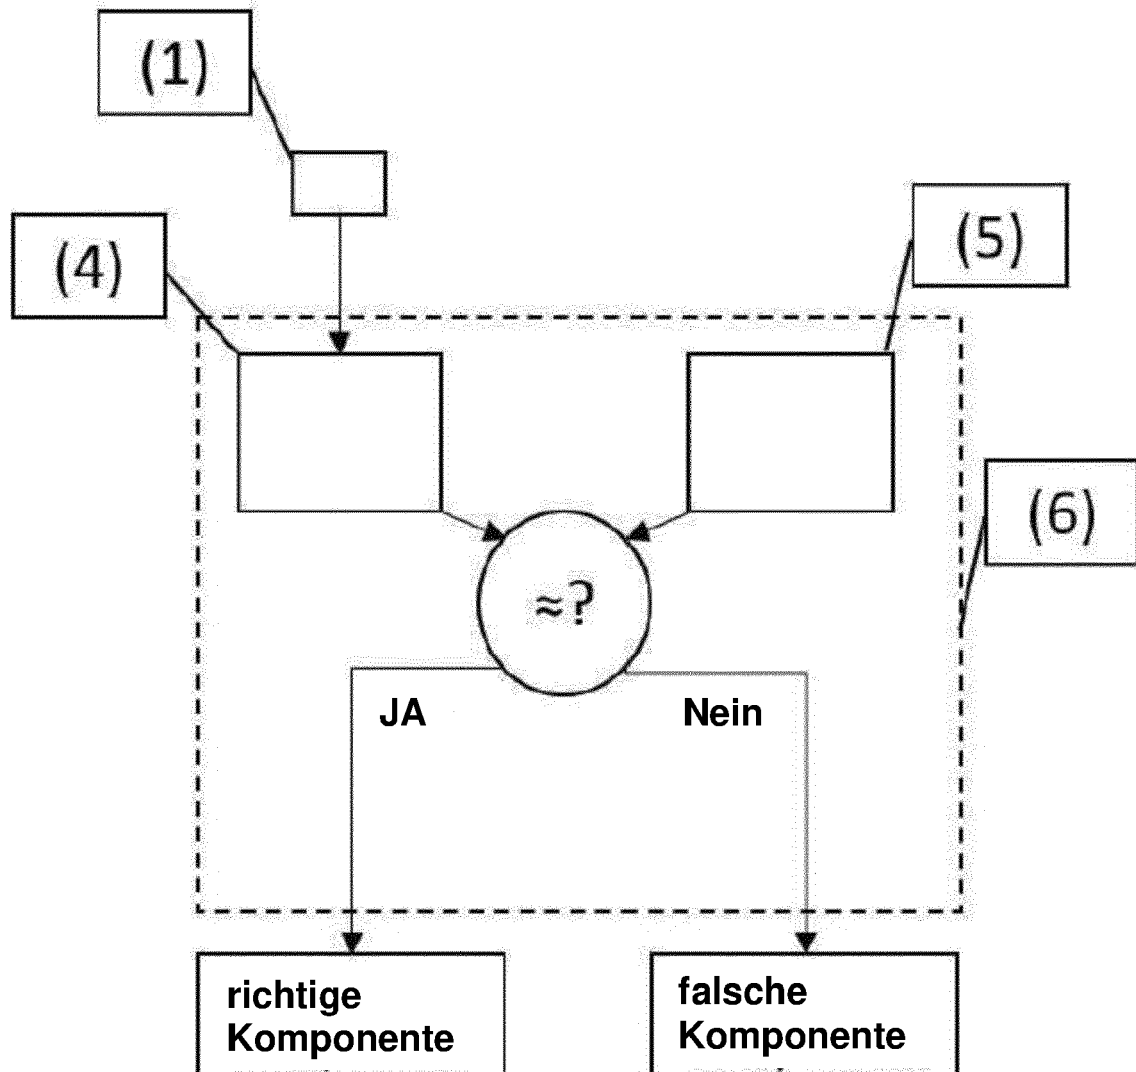 (1)
(4)
(5)
(6)
≈?
JA
Nein
richtige
Komponente
falsche
Komponente